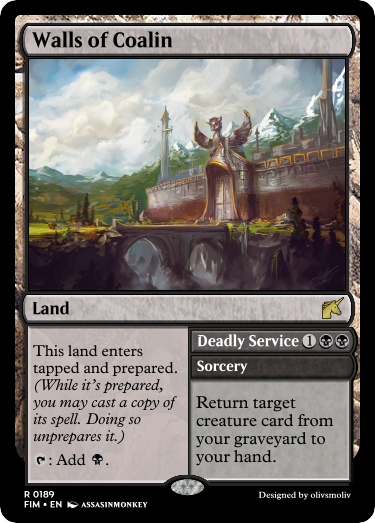 Walls of Coalin
Land
This land enters
tapped and prepared.
(While it's prepared,
you may cast a copy of
its spell. Doing so
unprepares it.)
: Add .
Deadly Service 1
Sorcery
Return target
creature card from
your graveyard to
your hand.
R 0189
FIM • EN ASSASINMONKEY
Designed by olivsmoliv